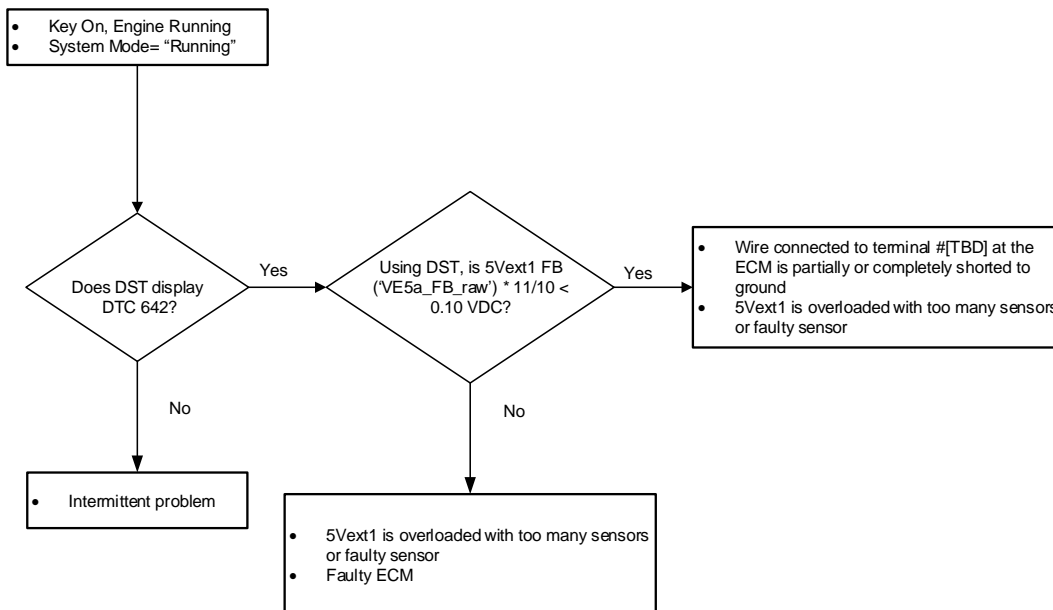 • Key On, Engine Running
• System Mode= “Running”
Does DST display
DTC 642?
Yes
Using DST, is 5Vext1 FB
(‘VE5a_FB_raw’) * 11/10 <
0.10 VDC?
Yes
• Wire connected to terminal #[TBD] at the
ECM is partially or completely shorted to
ground
• 5Vext1 is overloaded with too many sensors
or faulty sensor
No
• Intermittent problem
No
• 5Vext1 is overloaded with too many sensors
or faulty sensor
• Faulty ECM